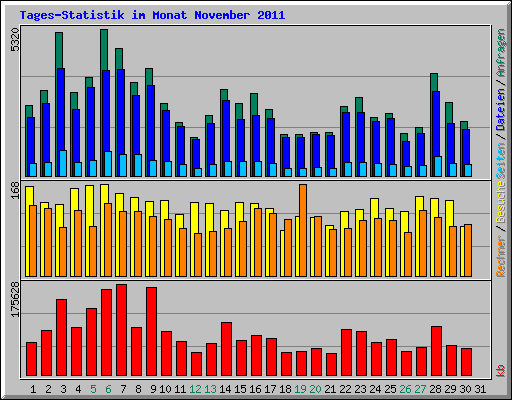 Tages-Statistik im Monat November 2011
5320
168
175628
Rechner / Besuche Seiten / Dateien / Anfragen
kb
1 2 3 4 5 6 7 8 9 10 11 12 13 14 15 16 17 18 19 20 21 22 23 24 25 26 27 28 29 30 31